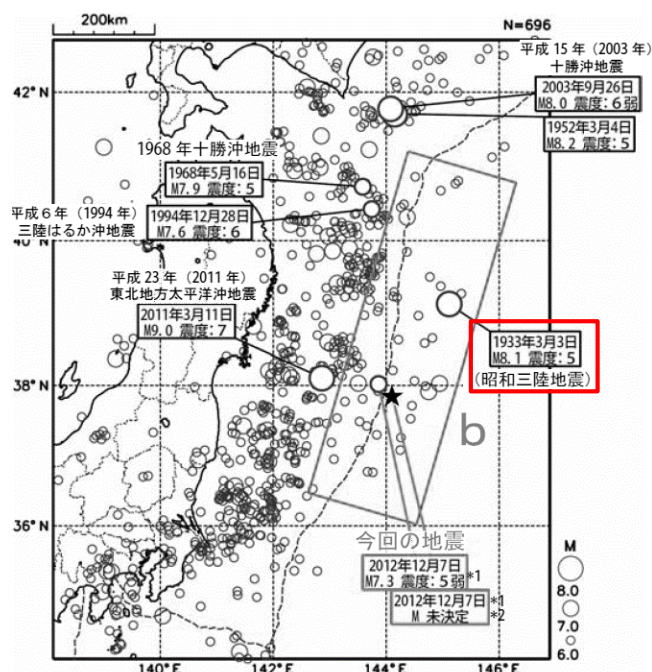 200km
N=696
平成 15 年（2003 年）
十勝沖地震
42° N
2003年9月26日
M8.0 震度：6 弱
1952年3月4日
M8.2 震度：5
1968 年十勝沖地震
1968年5月16日
M7.9 震度：5
平成 6 年（1994 年）
三陸はるか沖地震
1994年12月28日
M7.6 震度：6
40° N
平成 23 年（2011 年）
東北地方太平洋沖地震
2011年3月11日
M9.0 震度：7
1933年3月3日
M8.1 震度：5
（昭和三陸地震）
38° N
b
36° N
今回の地震
2012年12月7日
M7.3 震度：5弱 *1
2012年12月7日 *1
M 未決定 *2
M
8.0
7.0
6.0
140° E
142° E
144° E
146° E